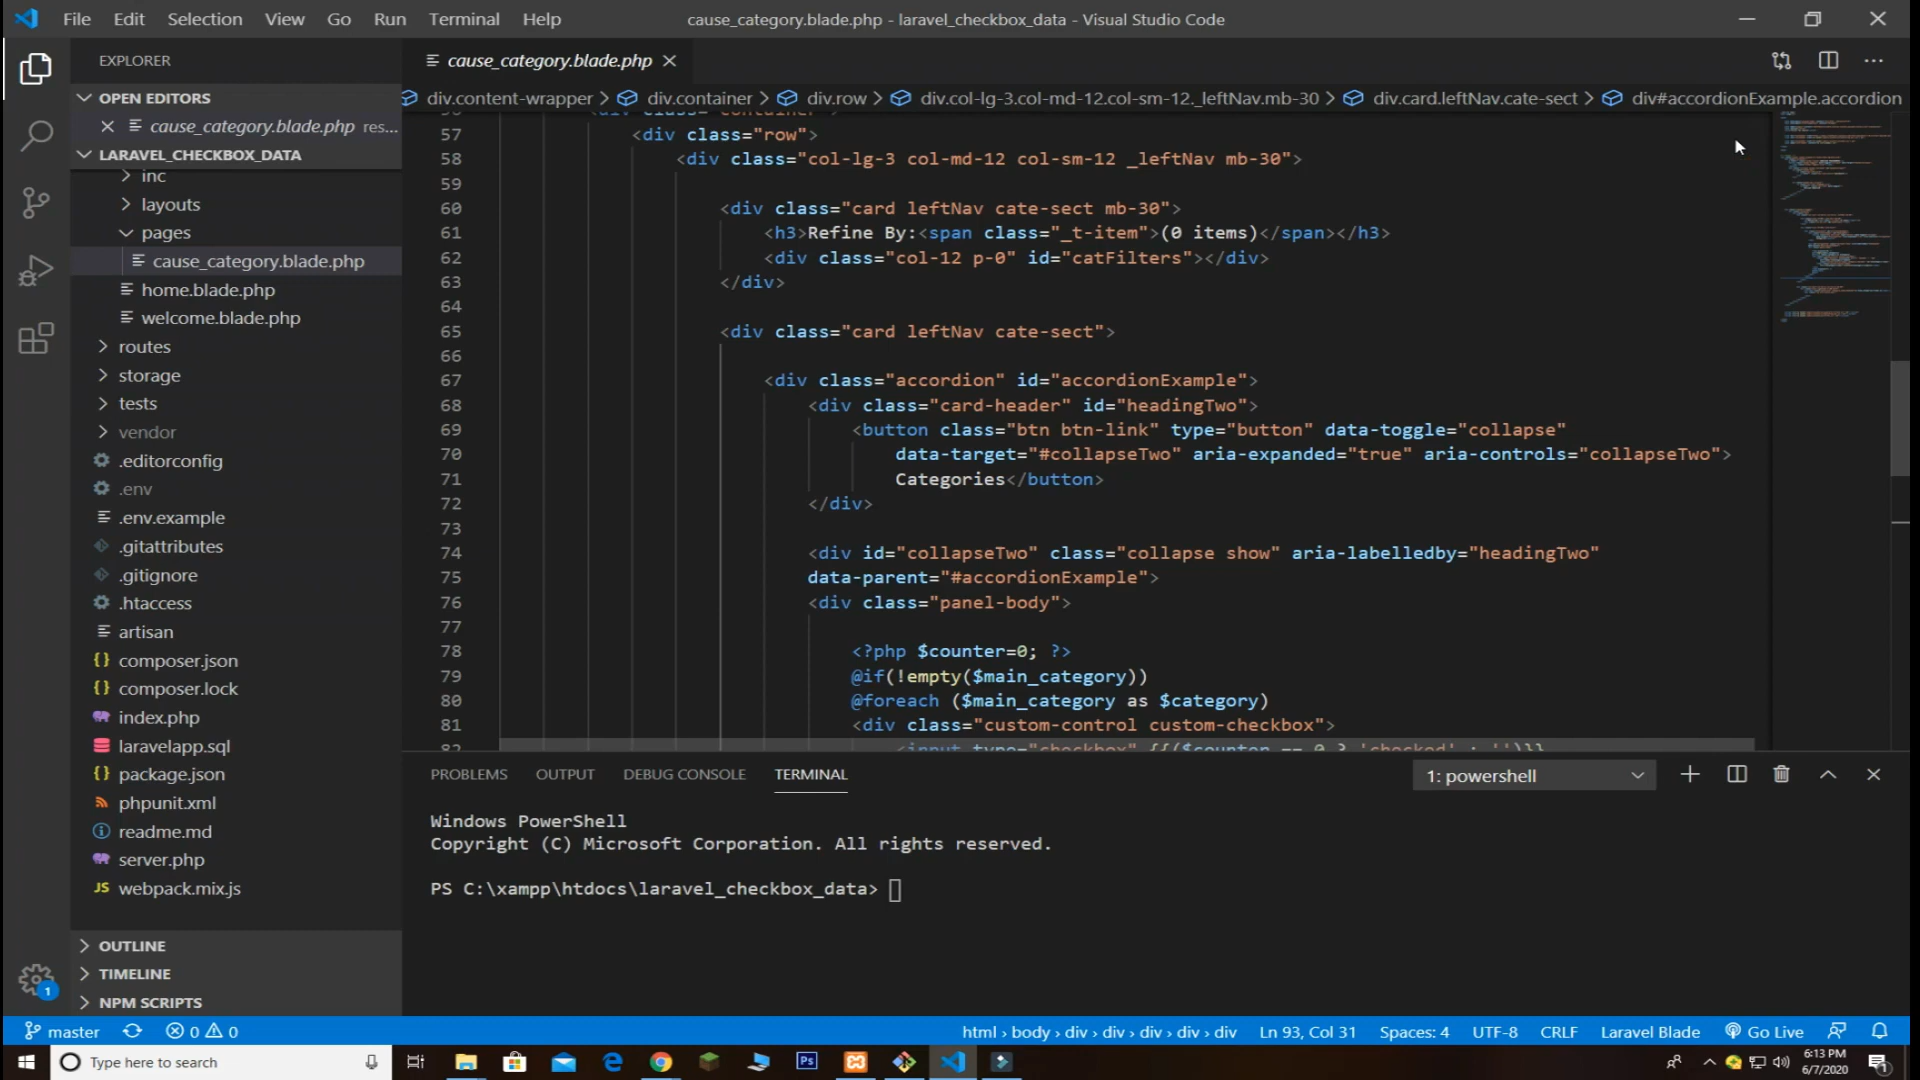 File Edit Selection View Go Run Terminal Help
cause_category.blade.php - laravel_checkbox_data - Visual Studio Code
EXPLORER
OPEN EDITORS
cause_category.blade.php res...
LARAVEL_CHECKBOX_DATA
inc
layouts
pages
cause_category.blade.php
home.blade.php
welcome.blade.php
routes
storage
tests
vendor
.editorconfig
.env
.env.example
.gitattributes
.gitignore
.htaccess
artisan
composer.json
composer.lock
index.php
laravelapp.sql
package.json
phpunit.xml
readme.md
server.php
JS webpack.mix.js
OUTLINE
TIMELINE
NPM SCRIPTS
cause_category.blade.php
div.content-wrapper > div.container > div.row > div.col-lg-3.col-md-12.col-sm-12._leftNav.mb-30 > div.card.leftNav.cate-sect > div#accordionExample.accordion
57 <div class="row">
58 <div class="col-lg-3 col-md-12 col-sm-12 _leftNav mb-30">
59
60 <div class="card leftNav cate-sect mb-30">
61 <h3>Refine By:<span class="_t-item">(0 items)</span></h3>
62 <div class="col-12 p-0" id="catFilters"></div>
63 </div>
64
65 <div class="card leftNav cate-sect">
66
67 <div class="accordion" id="accordionExample">
68 <div class="card-header" id="headingTwo">
69 <button class="btn btn-link" type="button" data-toggle="collapse"
70 data-target="#collapseTwo" aria-expanded="true" aria-controls="collapseTwo">
71 Categories</button>
72 </div>
73
74 <div id="collapseTwo" class="collapse show" aria-labelledby="headingTwo"
75 data-parent="#accordionExample">
76 <div class="panel-body">
77
78 <?php $counter=0; ?>
79 @if(!empty($main_category))
80 @foreach ($main_category as $category)
81 <div class="custom-control custom-checkbox">
82 <input type="checkbox" {{($counter == 0 ? 'checked' : '')}}
PROBLEMS OUTPUT DEBUG CONSOLE TERMINAL
1: powershell
Windows PowerShell
Copyright (C) Microsoft Corporation. All rights reserved.
PS C:\xampp\htdocs\laravel_checkbox_data>
1
master 0 0
html > body > div > div > div > div > div Ln 93, Col 31 Spaces: 4 UTF-8 CRLF Laravel Blade Go Live
Type here to search
Ps
6:13 PM
6/7/2020
1